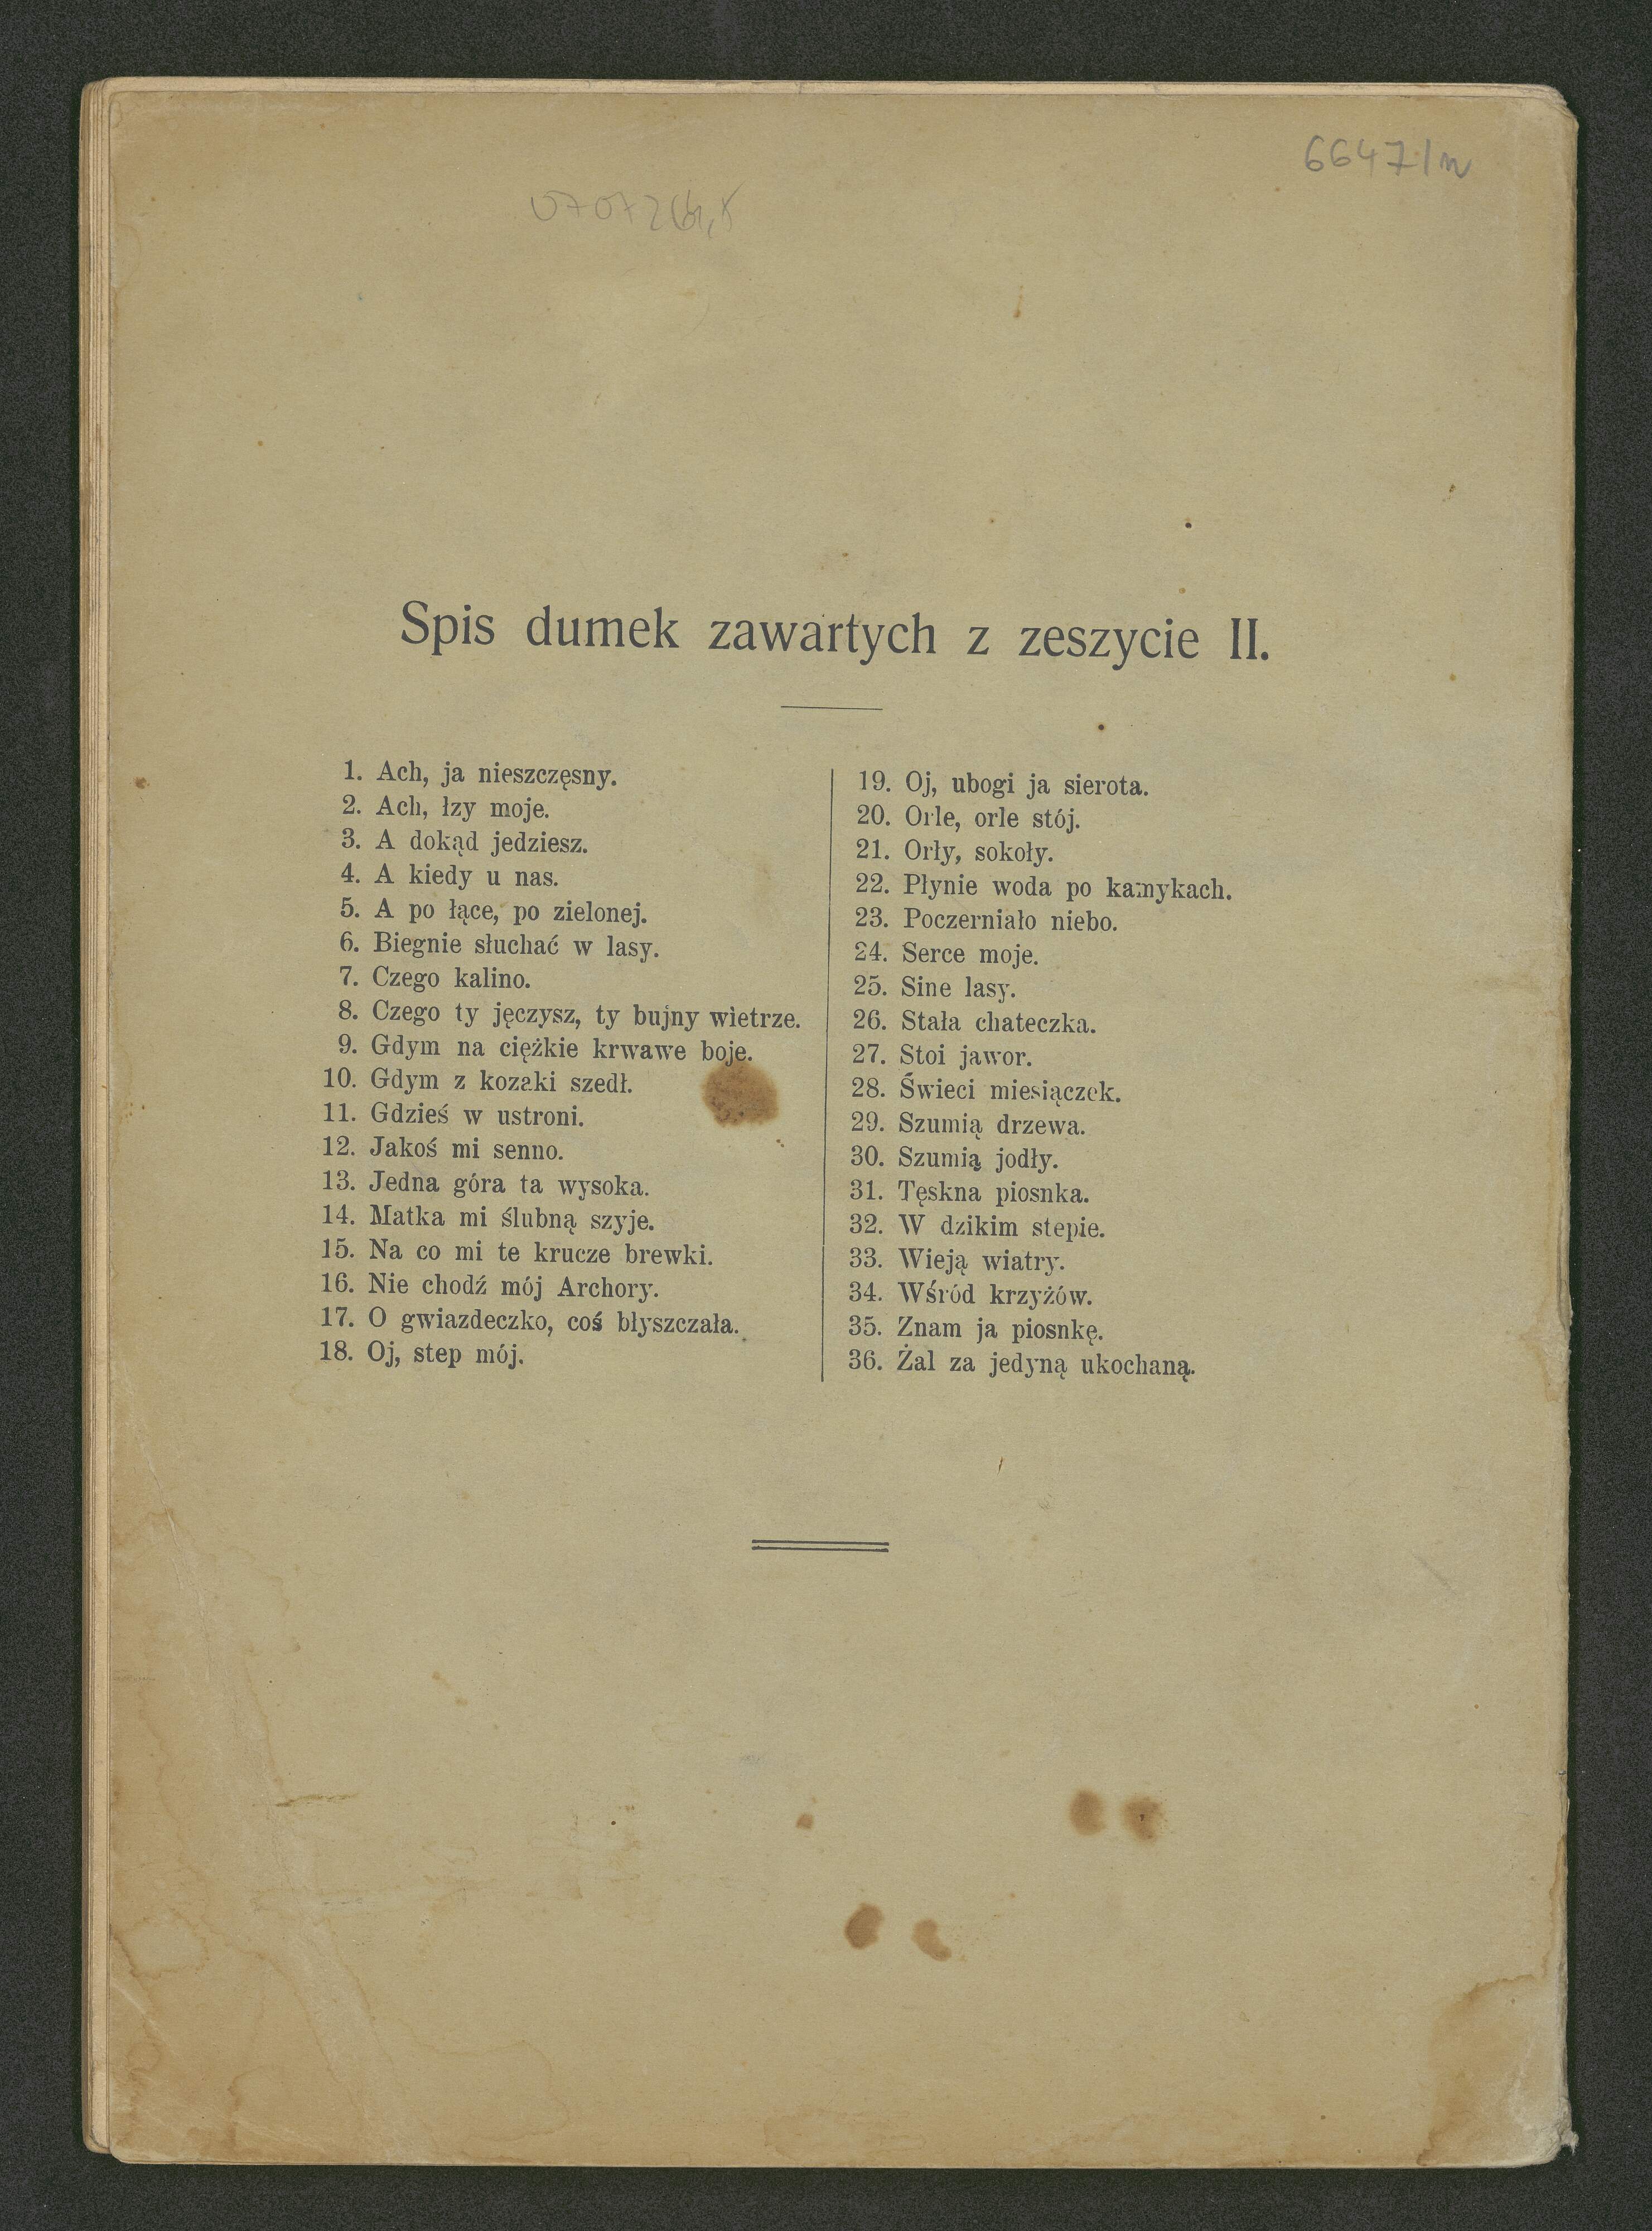 6647/n
Spis dumek zawartych z zeszycie II.
1. Ach, ja nieszczęsny.
2. Ach, łzy moje.
3. A dokąd jedziesz.
4. A kiedy u nas.
5. A po łące, po zielonej.
6. Biegnie słuchać w lasy.
7. Czego kalino.
8. Czego ty jęczysz, ty bujny wietrze.
9. Gdym na ciężkie krwawe boje.
10. Gdym z kozaki szedł.
11. Gdzieś w ustroni.
12. Jakoś mi senno.
13. Jedna góra ta wysoka.
14. Matka mi ślubną szyje.
15. Na co mi te krucze brewki.
16. Nie chodź mój Archory.
17. O gwiazdeczko, coś błyszczała.
18. Oj, step mój.
19. Oj, ubogi ja sierota.
20. Orle, orle stój.
21. Orły, sokoły.
22. Płynie woda po kamykach.
23. Poczerniało niebo.
24. Serce moje.
25. Sine lasy.
26. Stała chateczka.
27. Stoi jawor.
28. Świeci miesiączek.
29. Szumią drzewa.
30. Szumią jodły.
31. Tęskna piosnka.
32. W dzikim stepie.
33. Wieją wiatry.
34. Wśród krzyżów.
35. Znam ja piosnkę.
36. Żal za jedyną ukochaną.